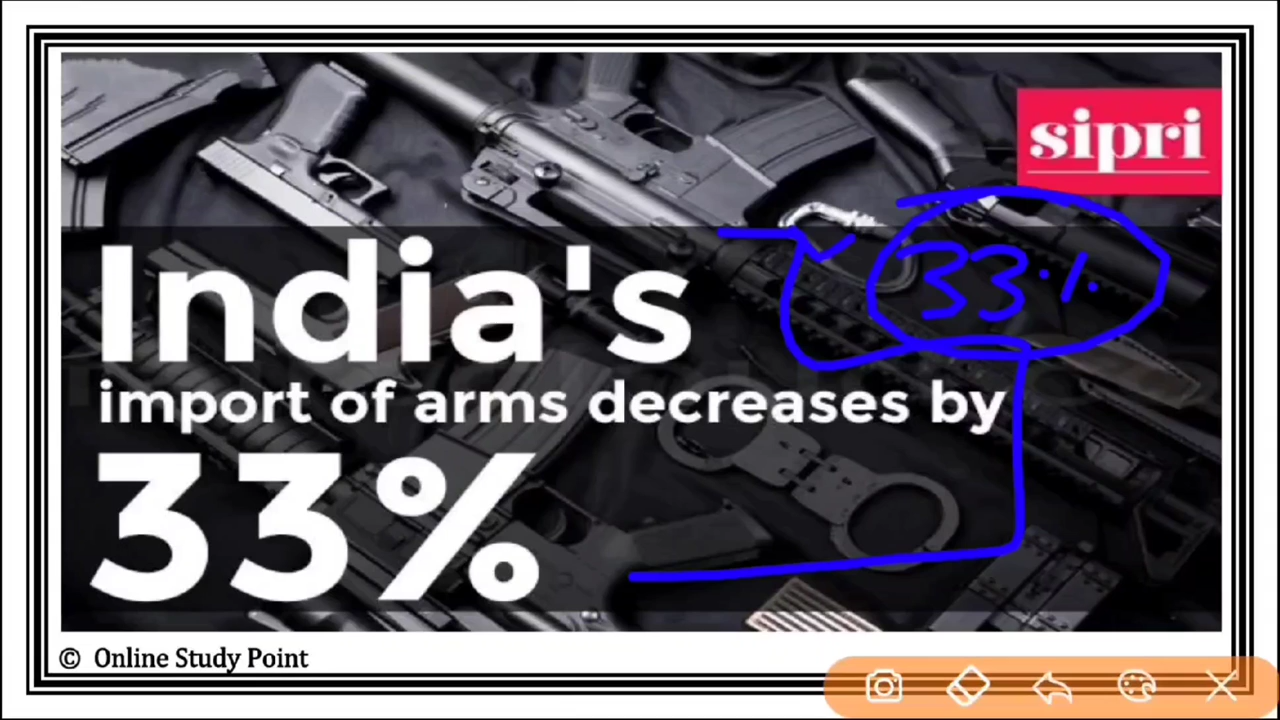 sipri
India's
33%
import of arms decreases by
33%
© Online Study Point